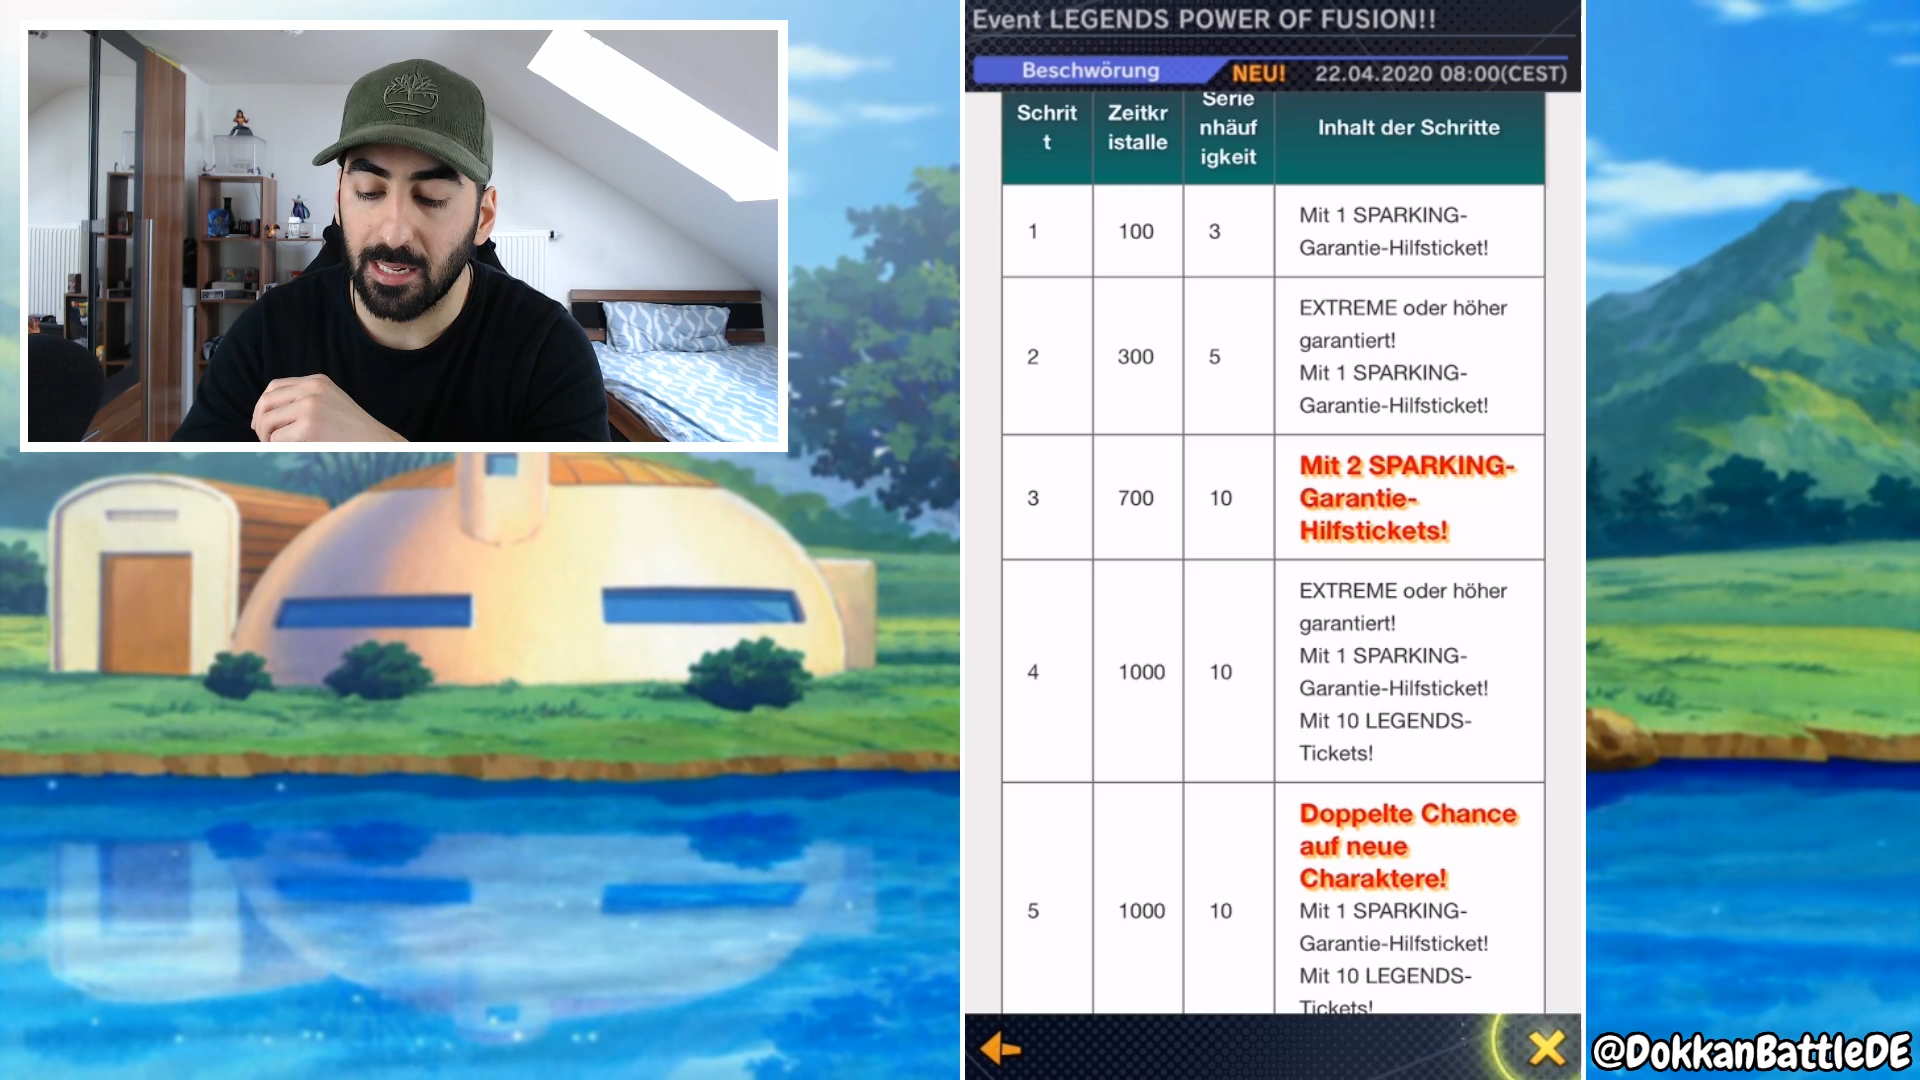 Event LEGENDS POWER OF FUSION!!
Beschwörung NEU! 22.04.2020 08:00(CEST)
Schrit
t
Zeitkr
istalle
Serie
nhäuf
igkeit
Inhalt der Schritte
1
100
3
Mit 1 SPARKING-
Garantie-Hilfsticket!
2
300
5
EXTREME oder höher
garantiert!
Mit 1 SPARKING-
Garantie-Hilfsticket!
3
700
10
Mit 2 SPARKING-
Garantie-
Hilfstickets!
4
1000
10
EXTREME oder höher
garantiert!
Mit 1 SPARKING-
Garantie-Hilfsticket!
Mit 10 LEGENDS-
Tickets!
5
1000
10
Doppelte Chance
auf neue
Charaktere!
Mit 1 SPARKING-
Garantie-Hilfsticket!
Mit 10 LEGENDS-
Tickets!
@DokkanBattleDE